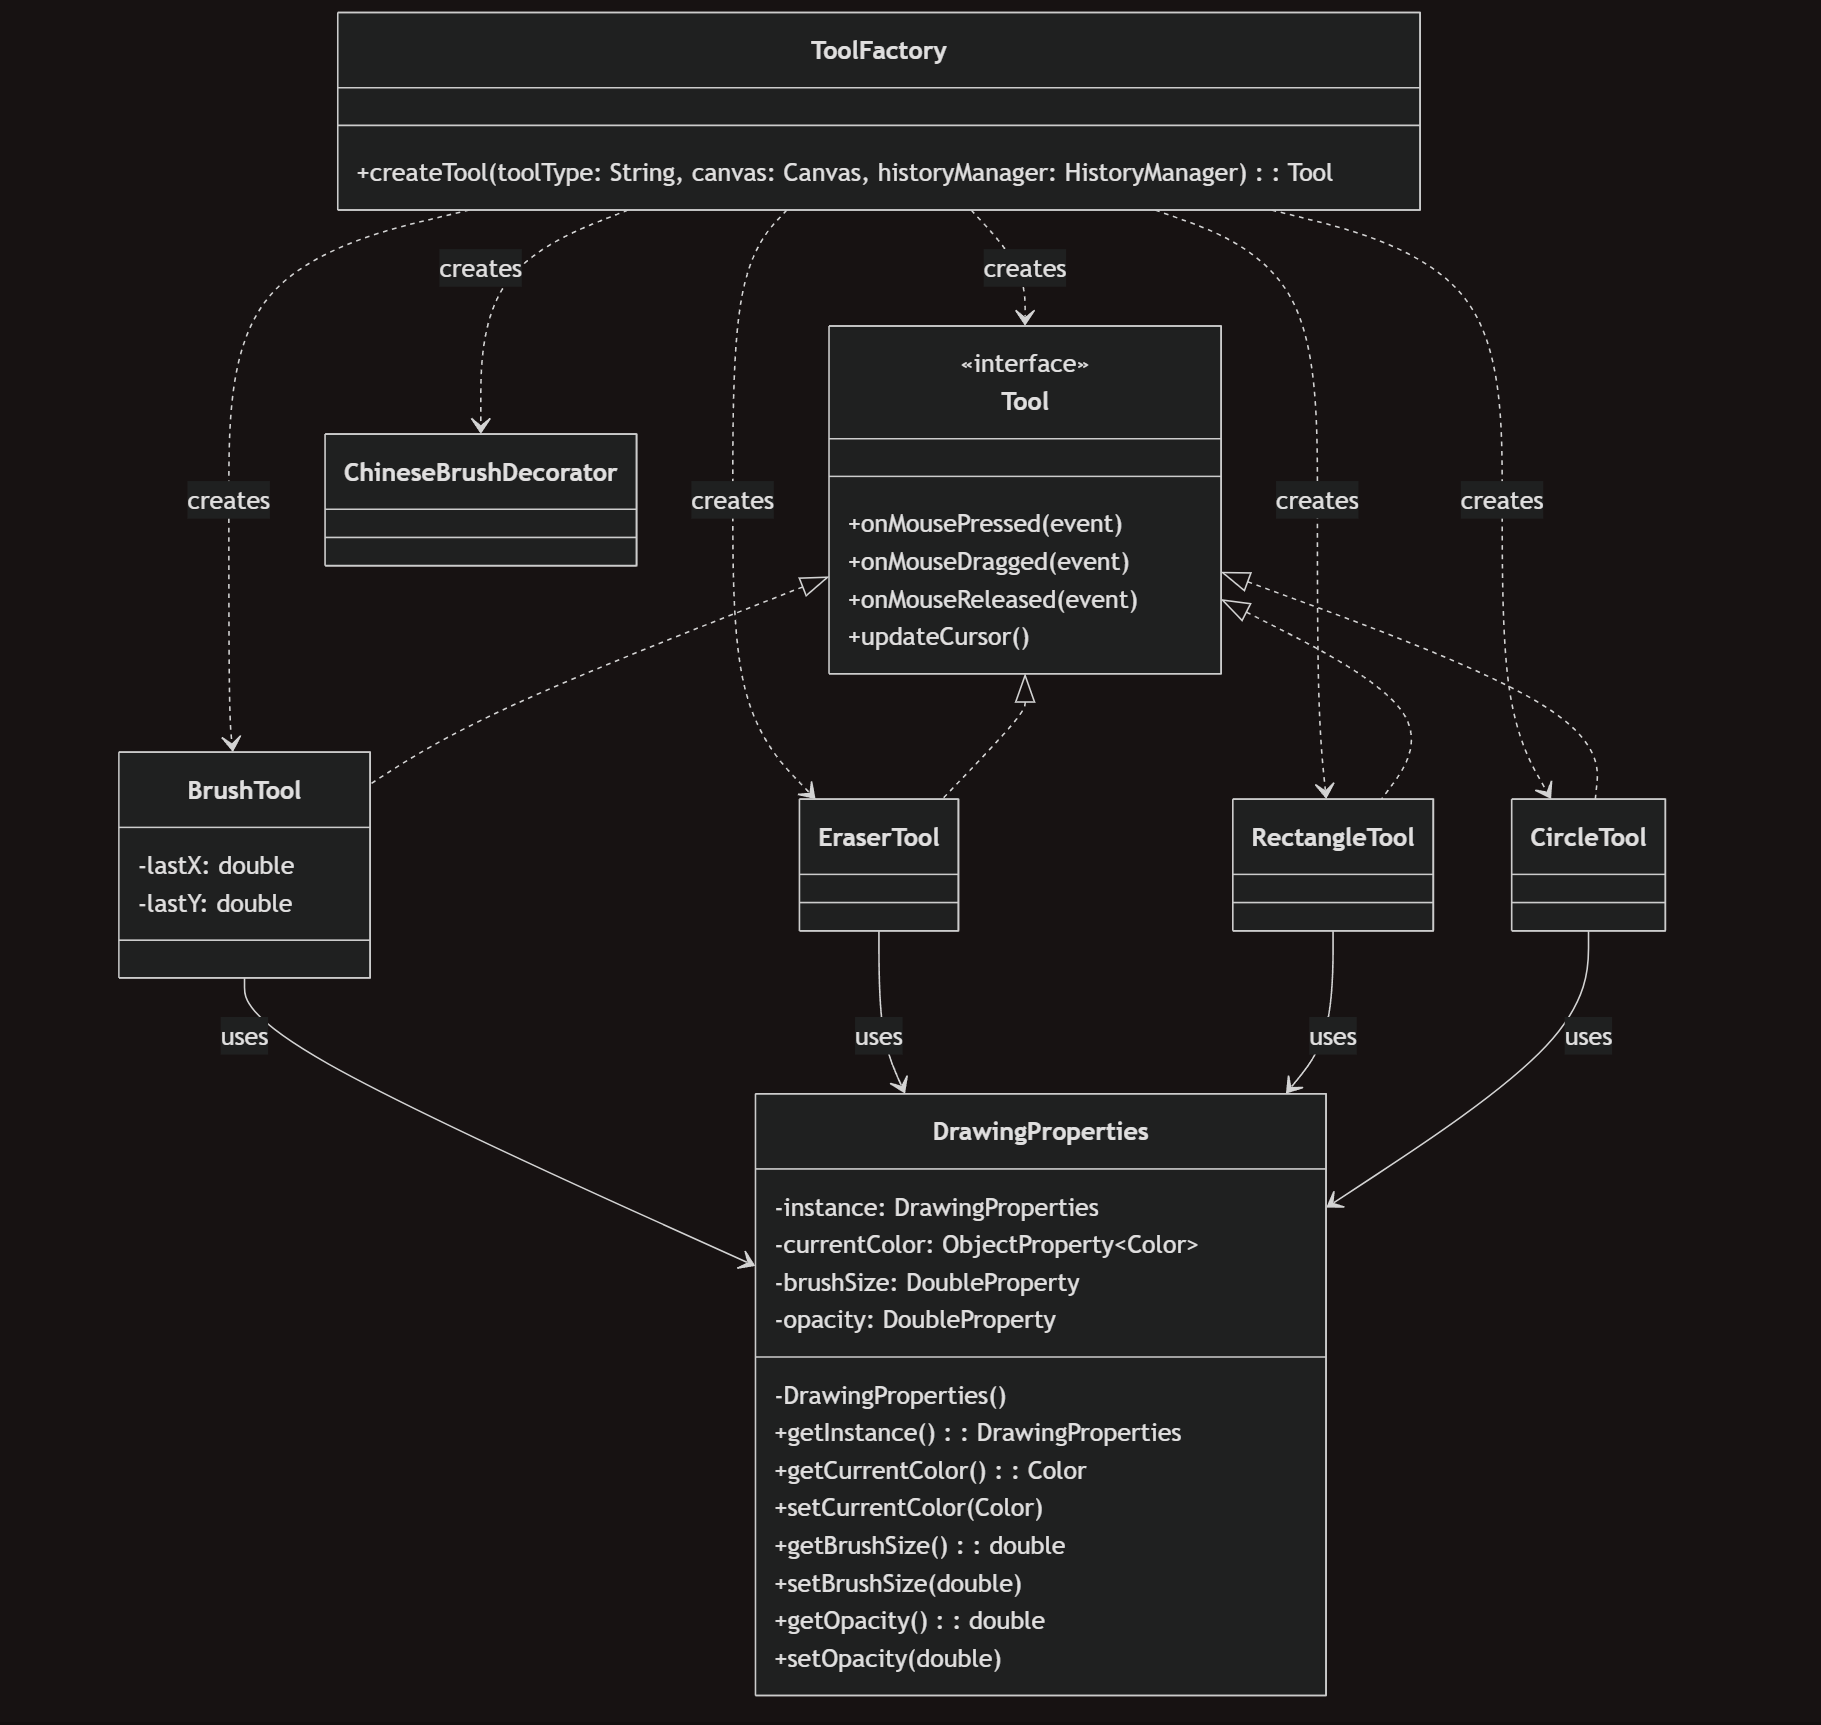 ToolFactory
+createTool(toolType: String, canvas: Canvas, historyManager: HistoryManager) : : Tool
creates
creates
«interface»
Tool
+onMousePressed(event)
+onMouseDragged(event)
+onMouseReleased(event)
+updateCursor()
ChineseBrushDecorator
creates
creates
creates
creates
BrushTool
-lastX: double
-lastY: double
EraserTool
RectangleTool
CircleTool
uses
uses
uses
uses
DrawingProperties
-instance: DrawingProperties
-currentColor: ObjectProperty<Color>
-brushSize: DoubleProperty
-opacity: DoubleProperty
-DrawingProperties()
+getInstance() : : DrawingProperties
+getCurrentColor() : : Color
+setCurrentColor(Color)
+getBrushSize() : : double
+setBrushSize(double)
+getOpacity() : : double
+setOpacity(double)